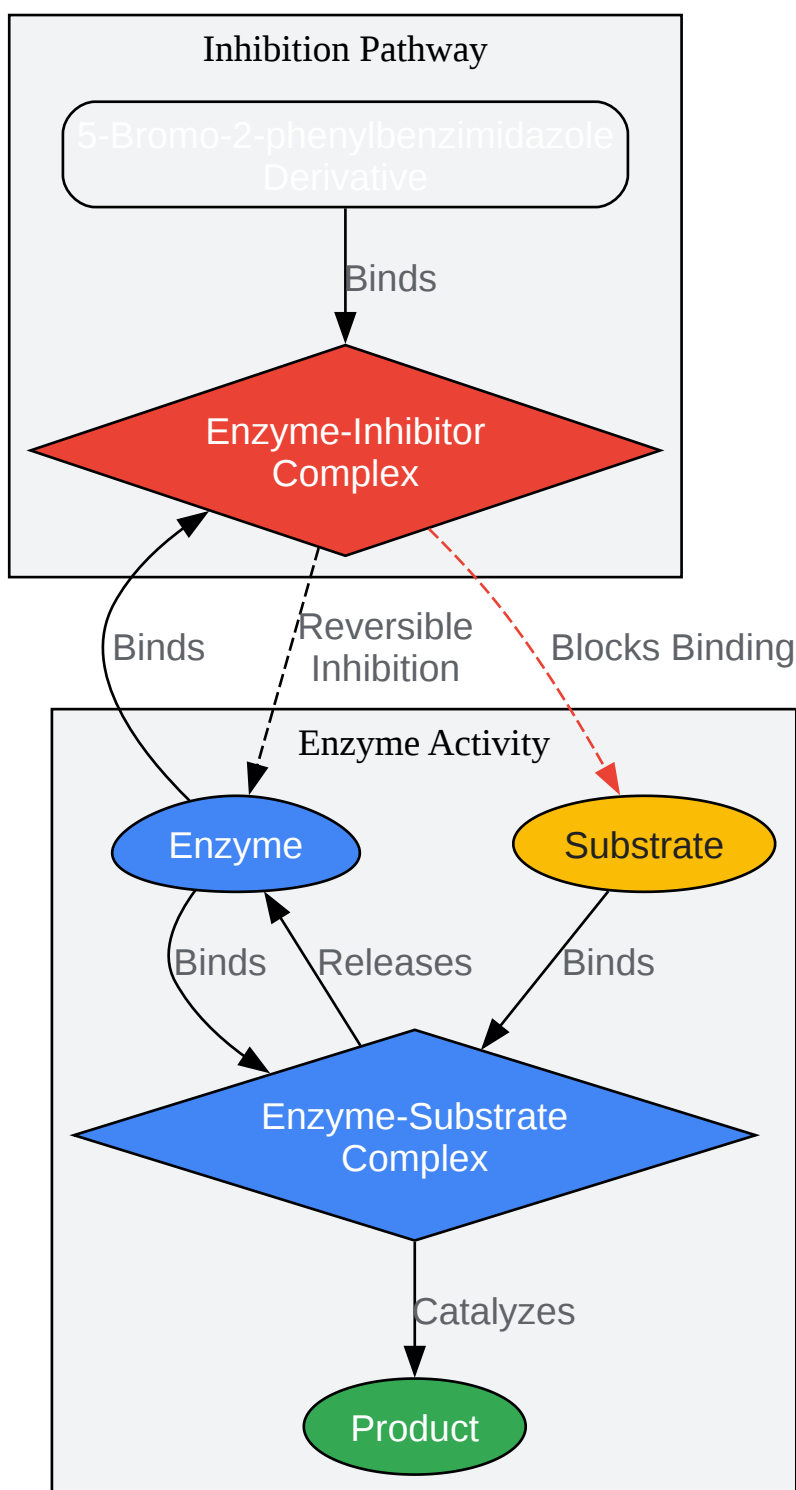 Inhibition Pathway
5-Bromo-2-phenylbenzimidazole
Derivative
Binds
Enzyme-Inhibitor
Complex
Binds
Reversible
Inhibition
Blocks Binding
Enzyme Activity
Enzyme
Substrate
Binds
Releases
Binds
Enzyme-Substrate
Complex
Catalyzes
Product